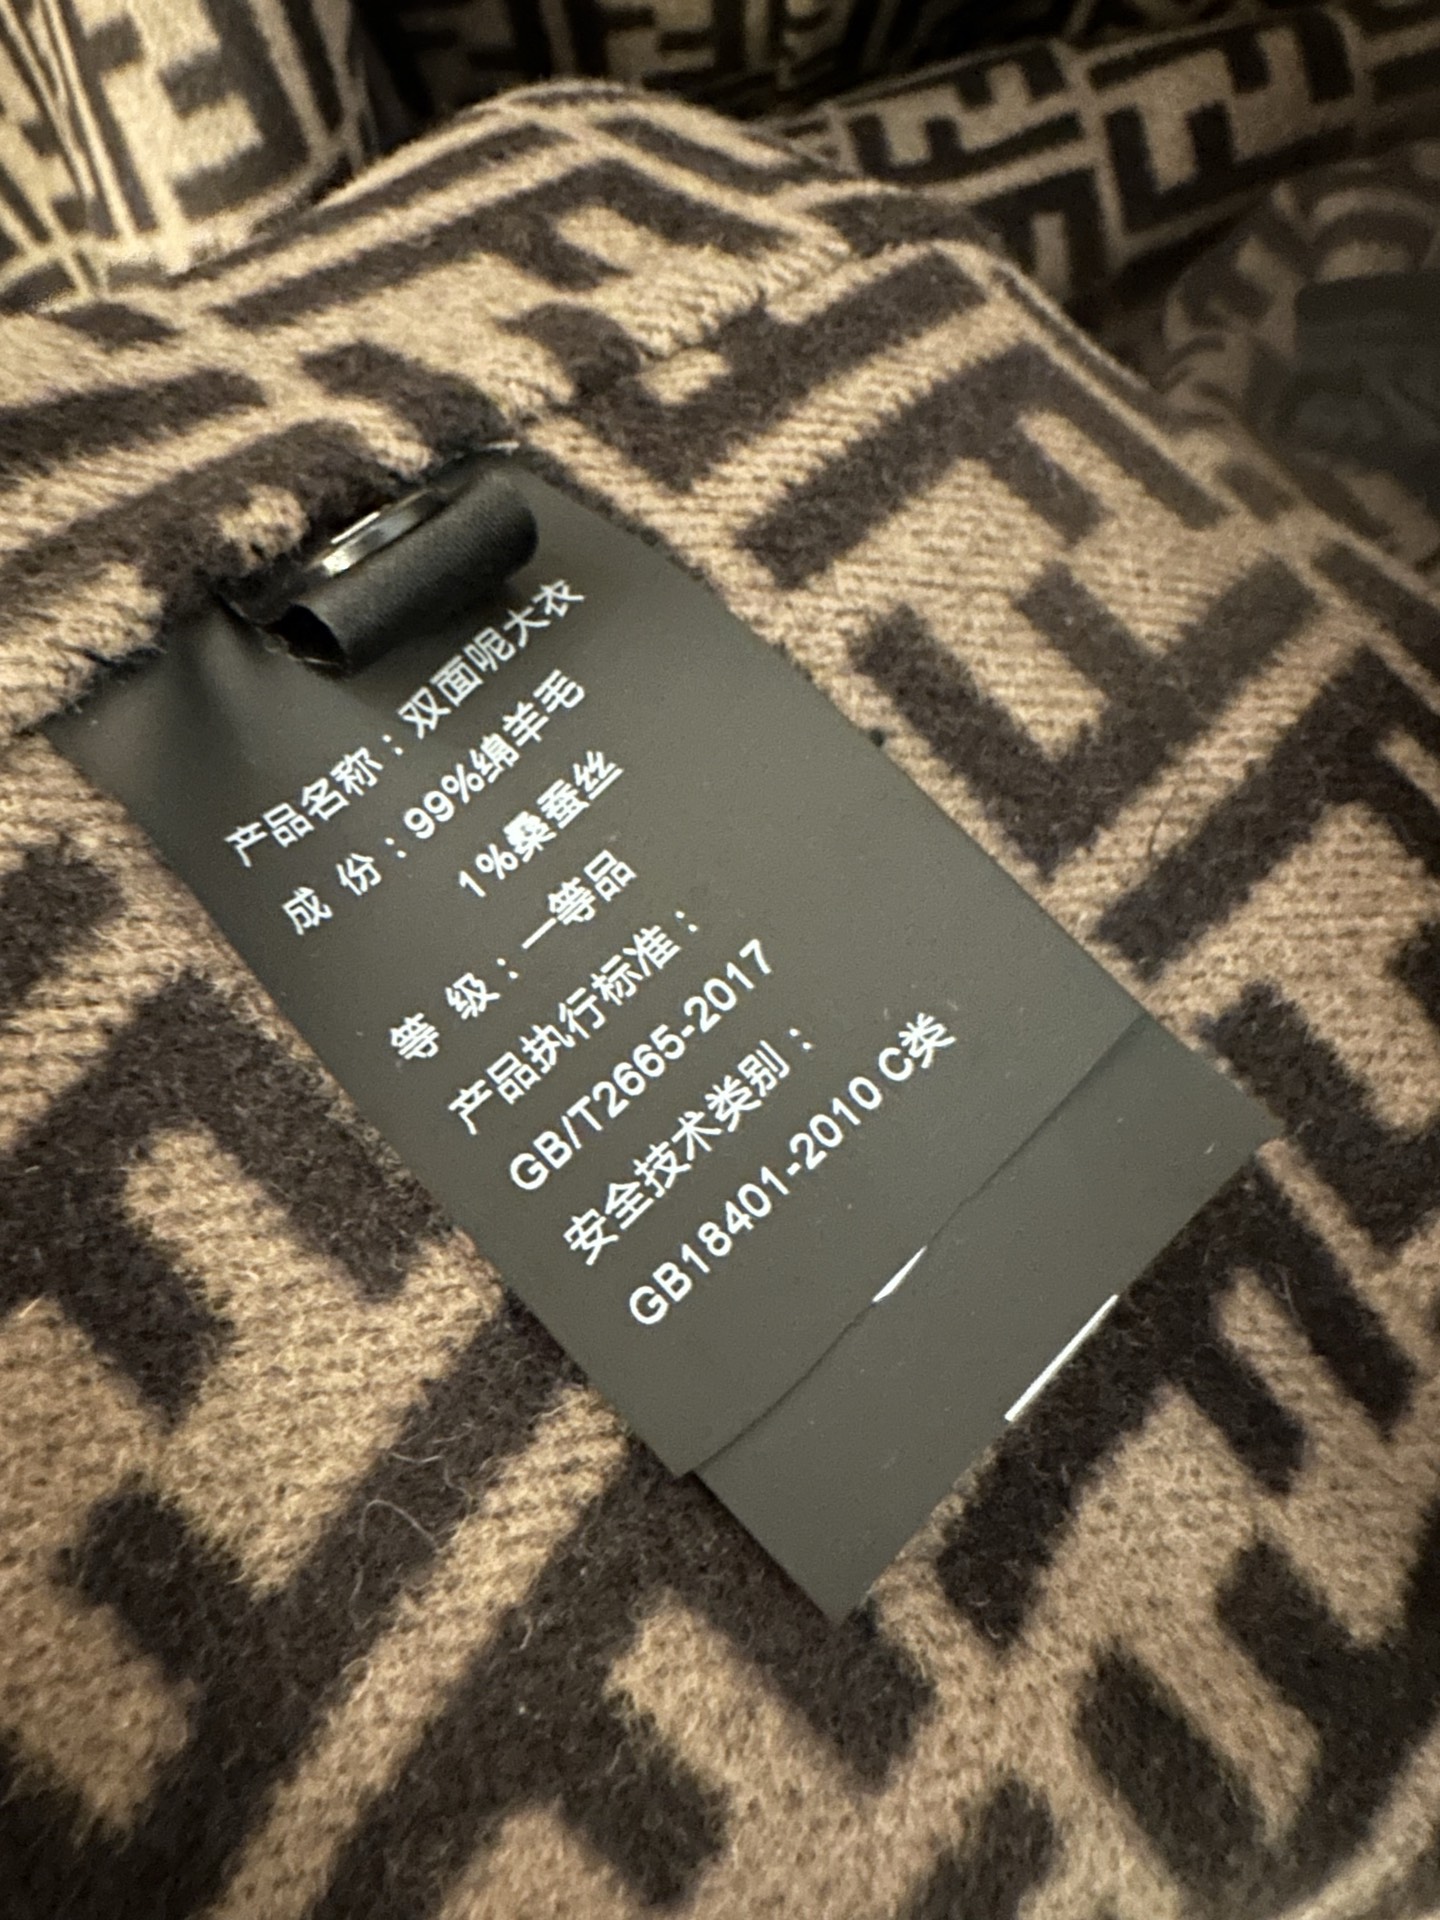 产品名称：双面呢大衣
成 份：99%绵羊毛
1%桑蚕丝
等 级：一等品
产品执行标准：
GB/T2665-2017
安全技术类别：
GB18401-2010 C类